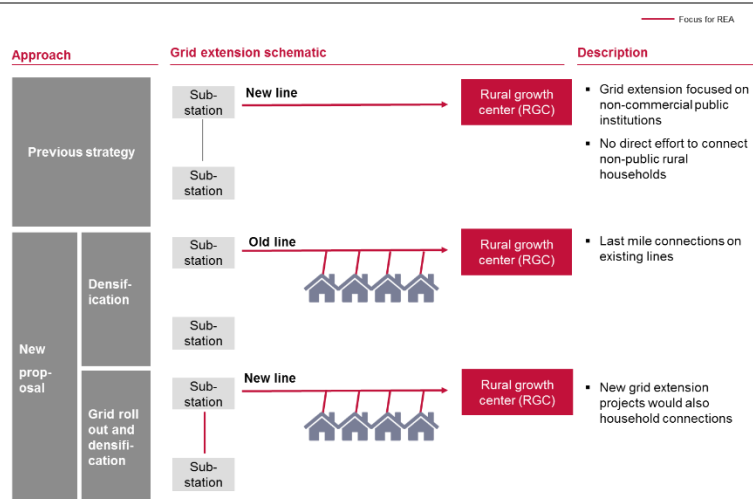 Focus for REA
Approach
Grid extension schematic
Description
Previous strategy
Sub-
station
New line
Rural growth
center (RGC)
Sub-
station
▪ Grid extension focused on
non-commercial public
institutions
▪ No direct effort to connect
non-public rural
households
New
prop-
osal
Densif-
ication
Sub-
station
Old line
Rural growth
center (RGC)
Sub-
station
▪ Last mile connections on
existing lines
Grid roll
out and
densifi-
cation
Sub-
station
New line
Rural growth
center (RGC)
Sub-
station
▪ New grid extension
projects would also
household connections